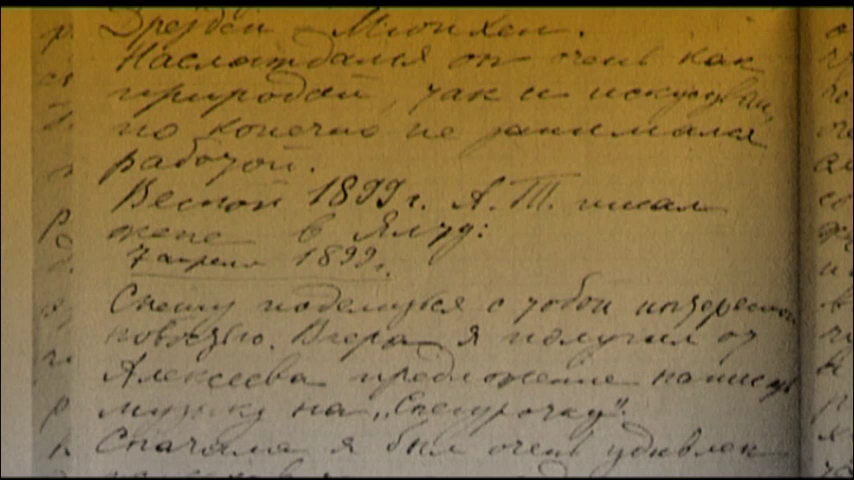 Дрезден – Мюнхен.
Наслаждался он очень как
природой, так и искусством,
но конечно не занимался
работой.
Весной 1899 г. А. Т. писал
жене в Ялту:
7 апреля 1899 г.
Спешу поделиться с тобой интересной
новостью. Вчера я получил от
Алексеева предложение написать
музыку на „Снегурочку".
Сначала я был очень удивлен